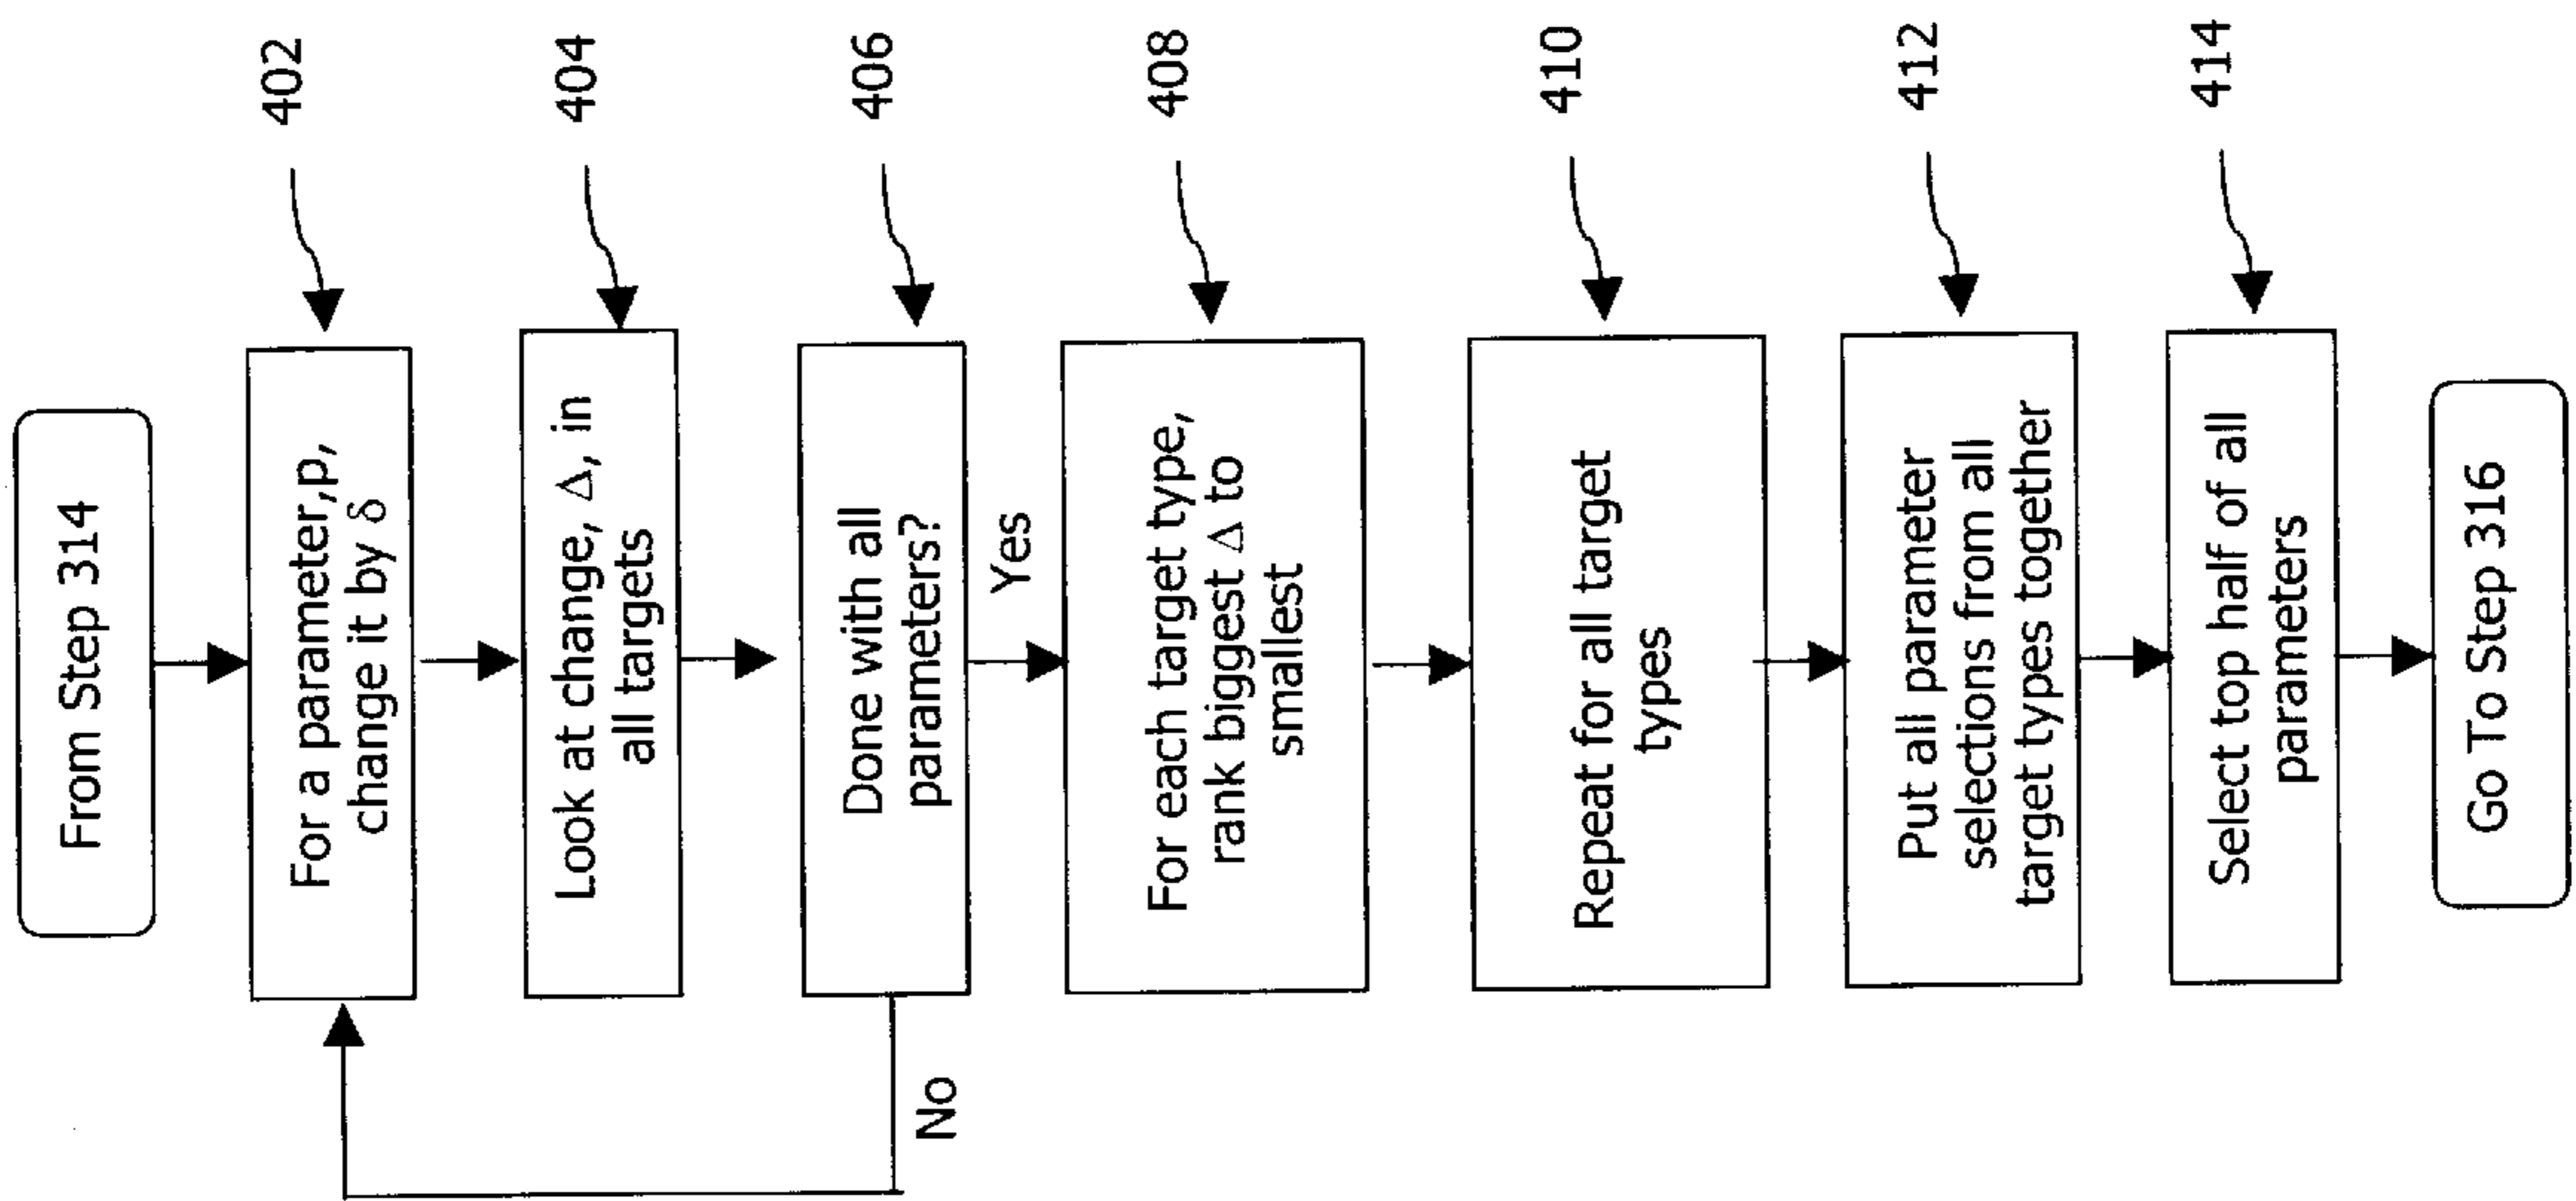 From Step 314
For a parameter,p,
change it by δ
402
Look at change, Δ, in
all targets
404
Done with all
parameters?
406
No
Yes
For each target type,
rank biggest Δ to
smallest
408
Repeat for all target
types
410
Put all parameter
selections from all
target types together
412
Select top half of all
parameters
414
Go To Step 316